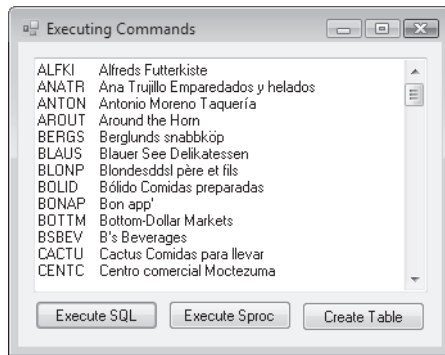 Executing Commands
ALFKI Alfreds Futterkiste
ANATR Ana Trujillo Emparedados y helados
ANTON Antonio Moreno Taquería
AROUT Around the Horn
BERGS Berglunds snabbköp
BLAUS Blauer See Delikatessen
BLONP Blondesddsl père et fils
BOLID Bólido Comidas preparadas
BONAP Bon app'
BOTTM Bottom-Dollar Markets
BSBEV B's Beverages
CACTU Cactus Comidas para llevar
CENTC Centro comercial Moctezuma
Execute SQL Execute Sproc Create Table